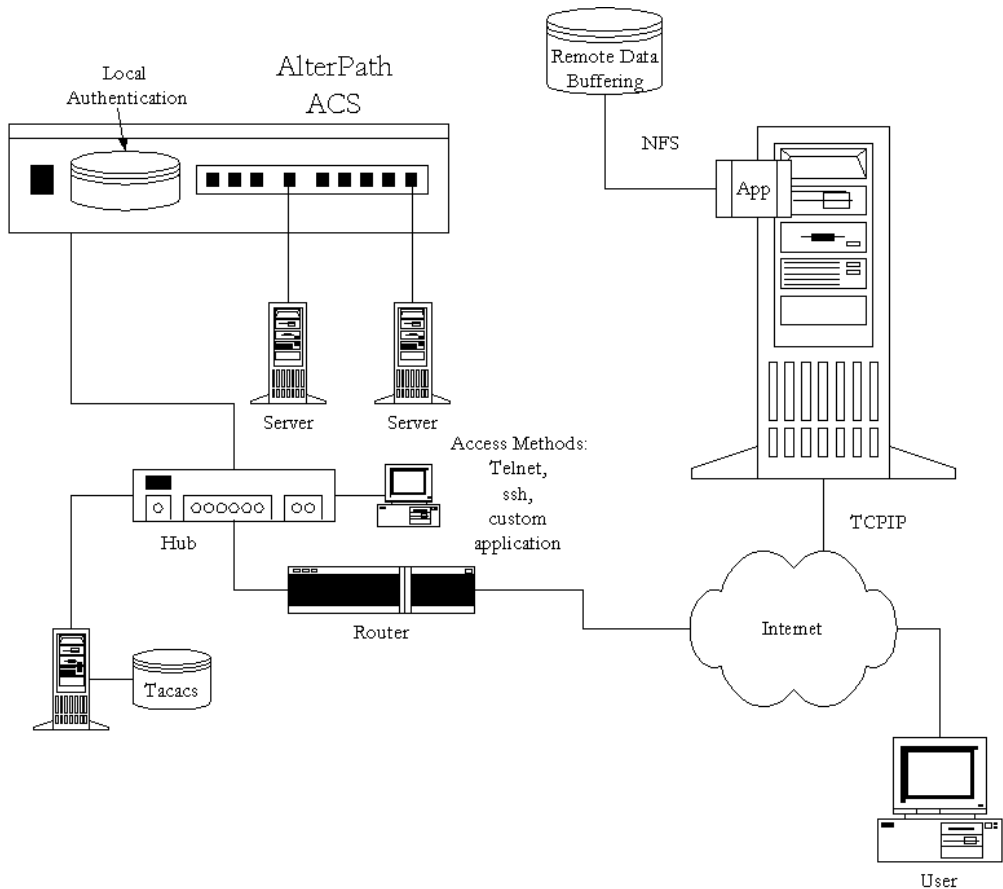 Local
Authentication
AlterPath
ACS
Remote Data
Buffering
NFS
App
Server
Server
Access Methods:
Telnet,
ssh,
custom
application
Hub
TCPIP
Router
Internet
Tacacs
User